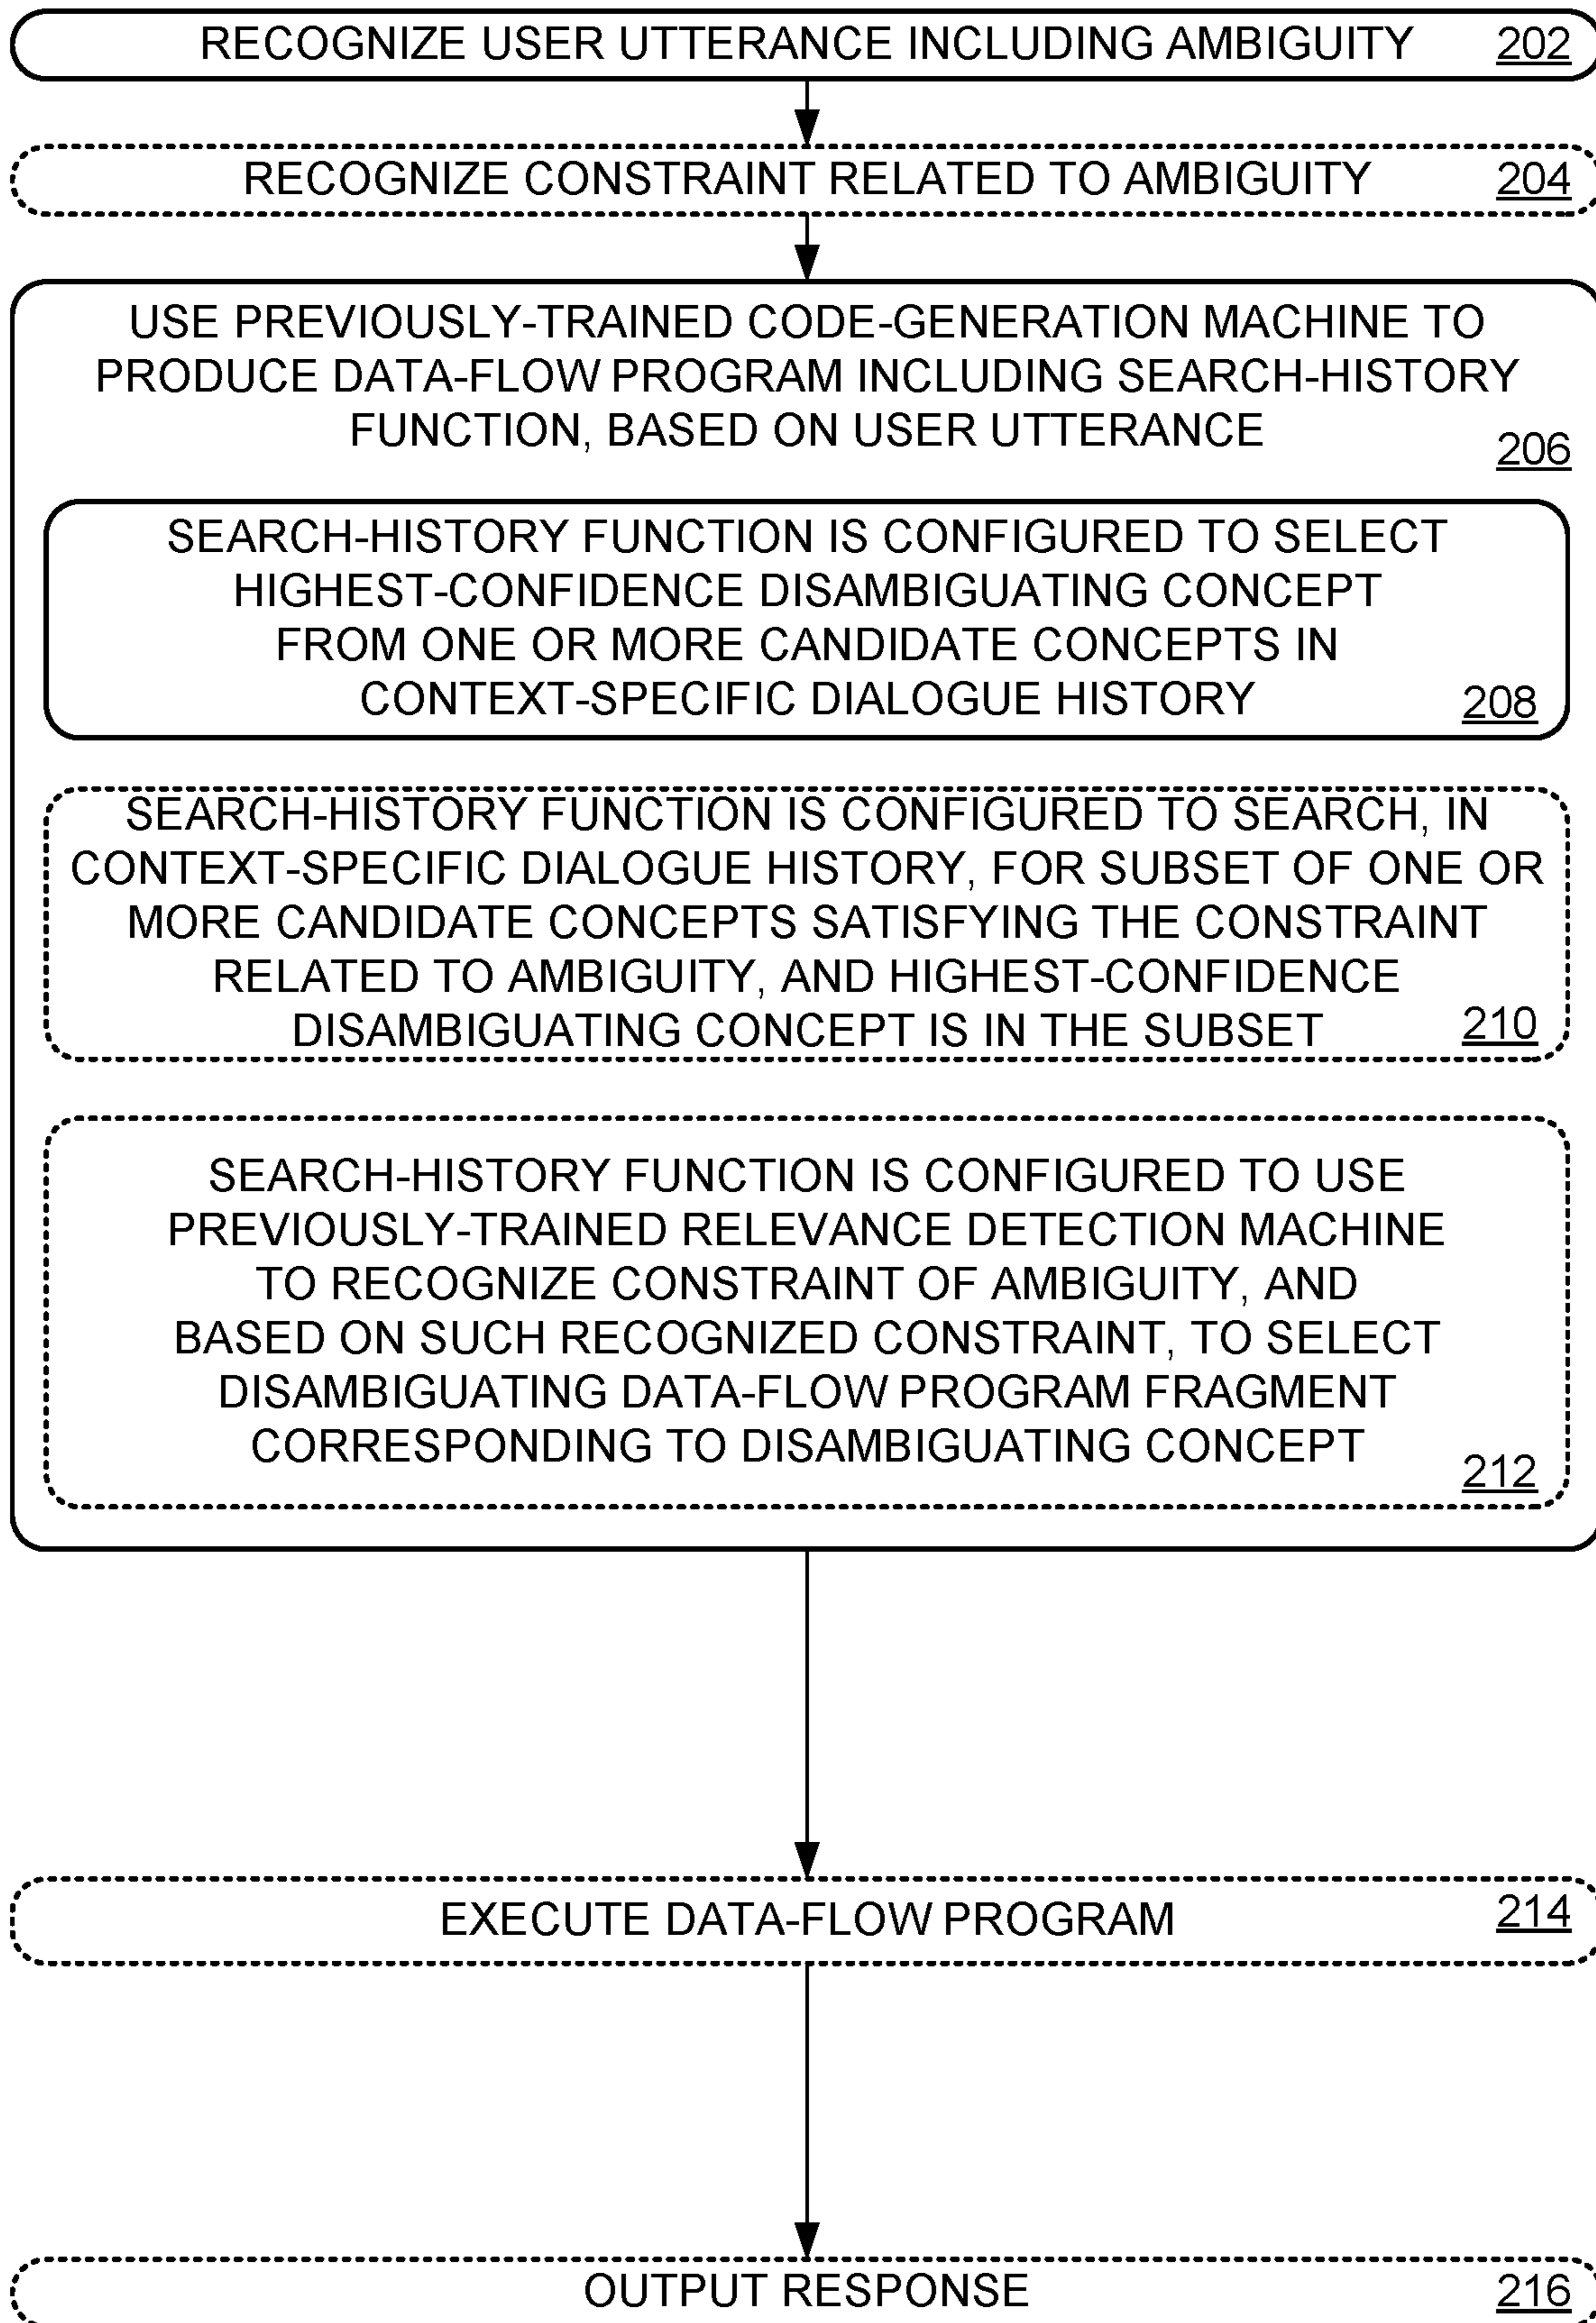 RECOGNIZE USER UTTERANCE INCLUDING AMBIGUITY 202
RECOGNIZE CONSTRAINT RELATED TO AMBIGUITY 204
USE PREVIOUSLY-TRAINED CODE-GENERATION MACHINE TO
PRODUCE DATA-FLOW PROGRAM INCLUDING SEARCH-HISTORY
FUNCTION, BASED ON USER UTTERANCE
206
SEARCH-HISTORY FUNCTION IS CONFIGURED TO SELECT
HIGHEST-CONFIDENCE DISAMBIGUATING CONCEPT
FROM ONE OR MORE CANDIDATE CONCEPTS IN
CONTEXT-SPECIFIC DIALOGUE HISTORY 208
SEARCH-HISTORY FUNCTION IS CONFIGURED TO SEARCH, IN
CONTEXT-SPECIFIC DIALOGUE HISTORY, FOR SUBSET OF ONE OR
MORE CANDIDATE CONCEPTS SATISFYING THE CONSTRAINT
RELATED TO AMBIGUITY, AND HIGHEST-CONFIDENCE
DISAMBIGUATING CONCEPT IS IN THE SUBSET 210
SEARCH-HISTORY FUNCTION IS CONFIGURED TO USE
PREVIOUSLY-TRAINED RELEVANCE DETECTION MACHINE
TO RECOGNIZE CONSTRAINT OF AMBIGUITY, AND
BASED ON SUCH RECOGNIZED CONSTRAINT, TO SELECT
DISAMBIGUATING DATA-FLOW PROGRAM FRAGMENT
CORRESPONDING TO DISAMBIGUATING CONCEPT
212
EXECUTE DATA-FLOW PROGRAM 214
OUTPUT RESPONSE 216